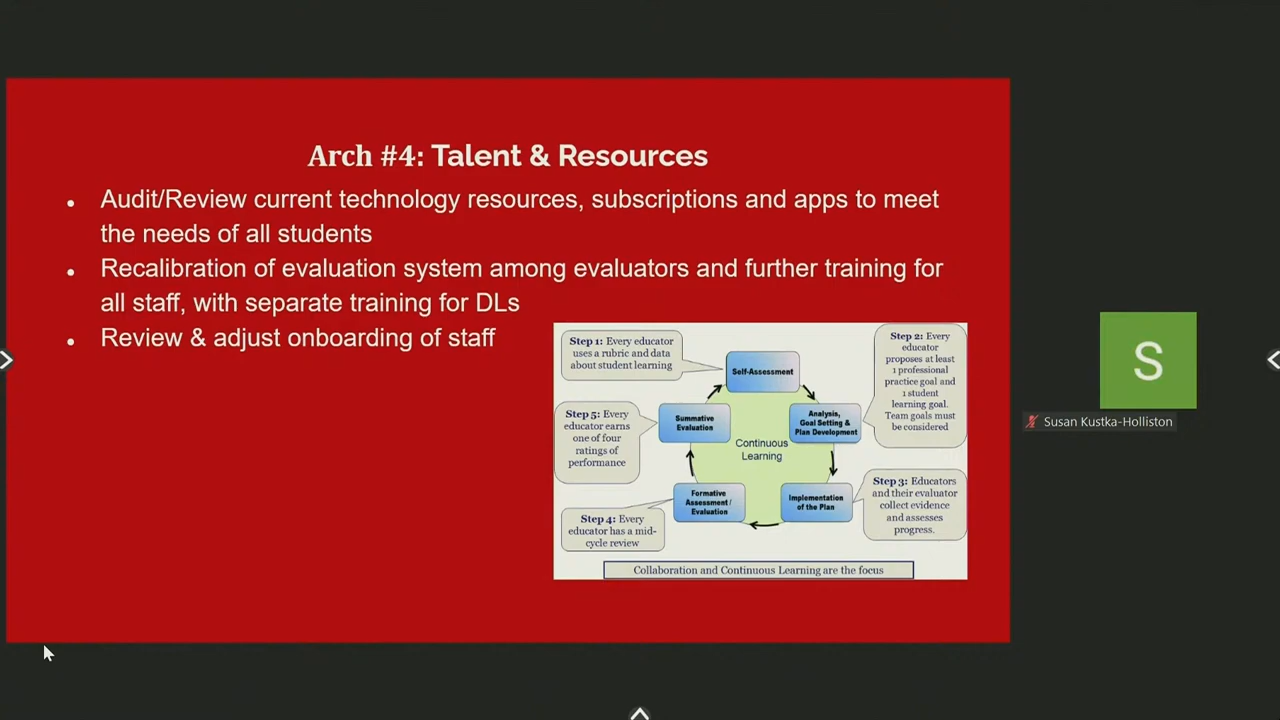 Arch #4: Talent & Resources
• Audit/Review current technology resources, subscriptions and apps to meet
the needs of all students
• Recalibration of evaluation system among evaluators and further training for
all staff, with separate training for DLs
• Review & adjust onboarding of staff
Step 1: Every educator
uses a rubric and data
about student learning
Self-Assessment
Step 2: Every
educator
proposes at least
1 professional
practice goal and
1 student
learning goal.
Team goals must
be considered
Analysis,
Goal Setting &
Plan Development
Step 3: Educators
and their evaluator
collect evidence
and assesses
progress.
Implementation
of the Plan
Step 4: Every
educator has a mid-
cycle review
Formative
Assessment/
Evaluation
Step 5: Every
educator earns
one of four
ratings of
performance
Summative
Evaluation
Continuous
Learning
Collaboration and Continuous Learning are the focus
S
Susan Kustka-Holliston